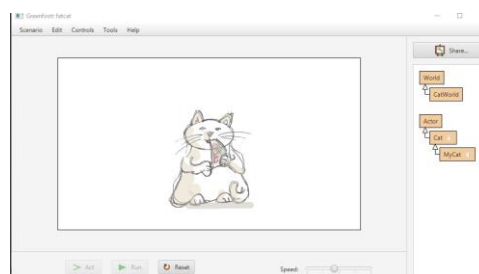 Greenfoot: fatcat
Scenario Edit Controls Tools Help
Share...
World
CatWorld
Actor
Cat
MyCat
> Act
Run
Reset
Speed: